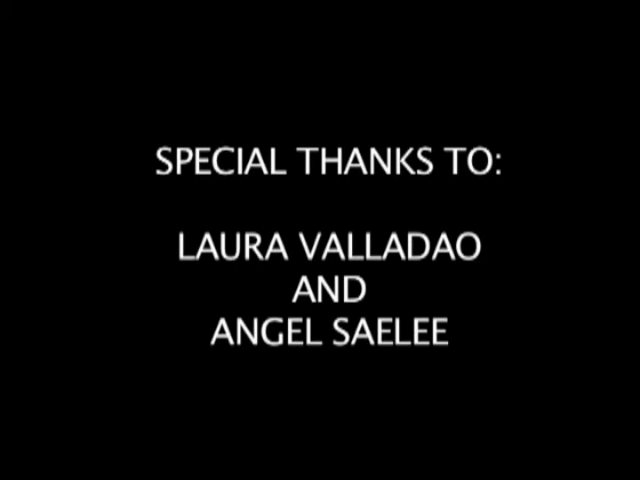 SPECIAL THANKS TO:
LAURA VALLADAO
AND
ANGEL SAELEE